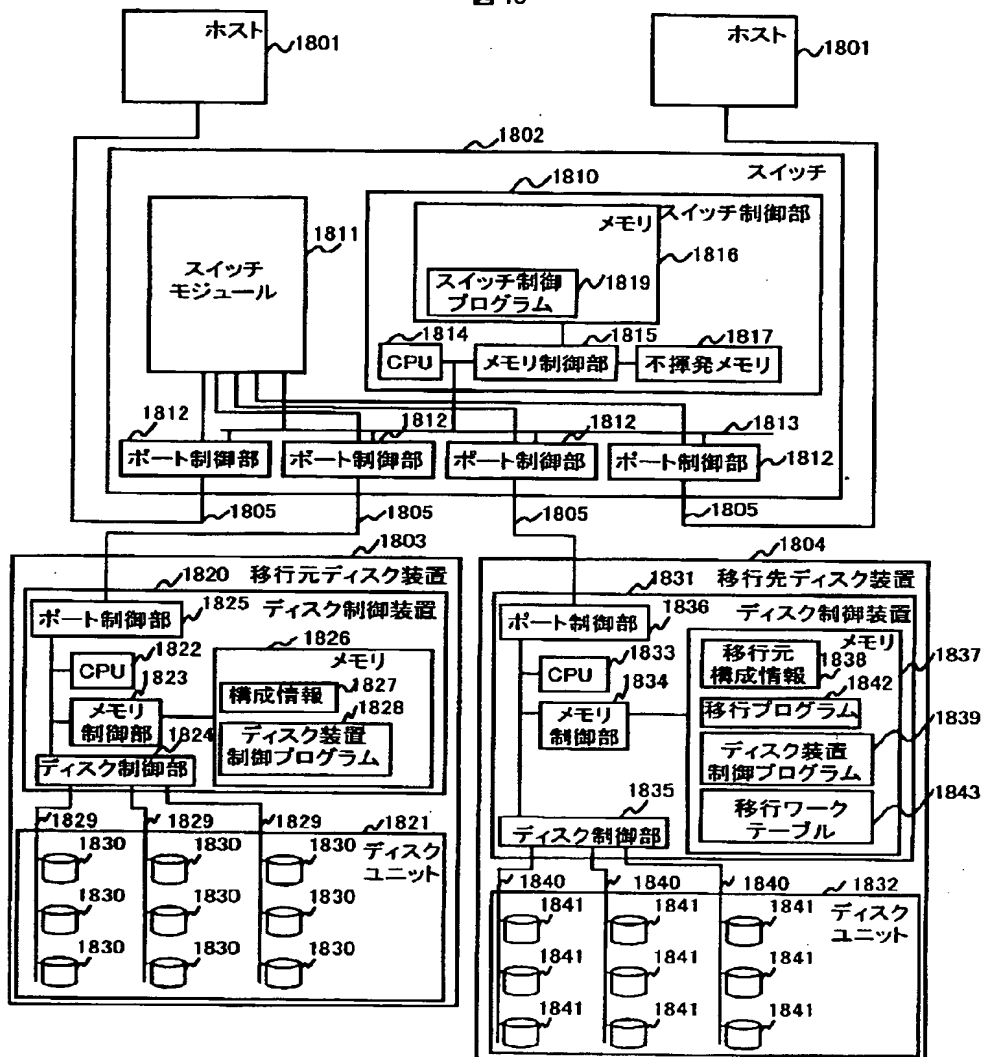 ホスト
1801
ホスト
1801
1802
スイッチ
1810
スイッチ制御部
メモリ
1811
スイッチ
モジュール
1816
スイッチ制御
プログラム
1819
1814
1815
1817
CPU
メモリ制御部
不揮発メモリ
1812
1812
1812
1813
ポート制御部
ポート制御部
ポート制御部
ポート制御部
1812
1805
1805
1805
1805
1803
移行元ディスク装置
1820
ディスク制御装置
1825
ポート制御部
1826
メモリ
1822
CPU
1823
メモリ
制御部
構成情報
1827
1828
ディスク装置
制御プログラム
1824
ディスク制御部
1829
1829
1829
1821
ディスク
ユニット
1830
1830
1830
1830
1830
1830
1830
1830
1830
1804
移行先ディスク装置
1831
ディスク制御装置
1836
ポート制御部
メモリ
1837
1833
CPU
1834
メモリ
制御部
移行元
構成情報
1838
1842
移行プログラム
1839
ディスク装置
制御プログラム
1843
移行ワーク
テーブル
1835
ディスク制御部
1840
1840
1840
1832
ディスク
ユニット
1841
1841
1841
1841
1841
1841
1841
1841
1841